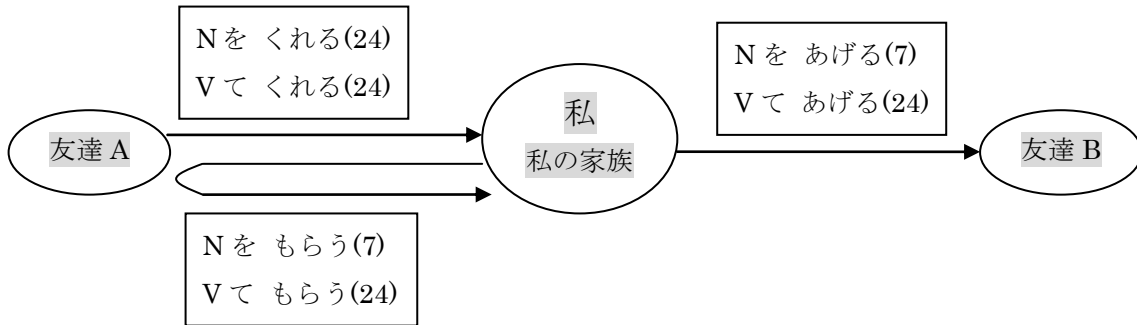 Nを くれる(24)
Vて くれる(24)
Nを あげる(7)
Vて あげる(24)
友達 A
私
私の家族
友達 B
Nを もらう(7)
Vて もらう(24)